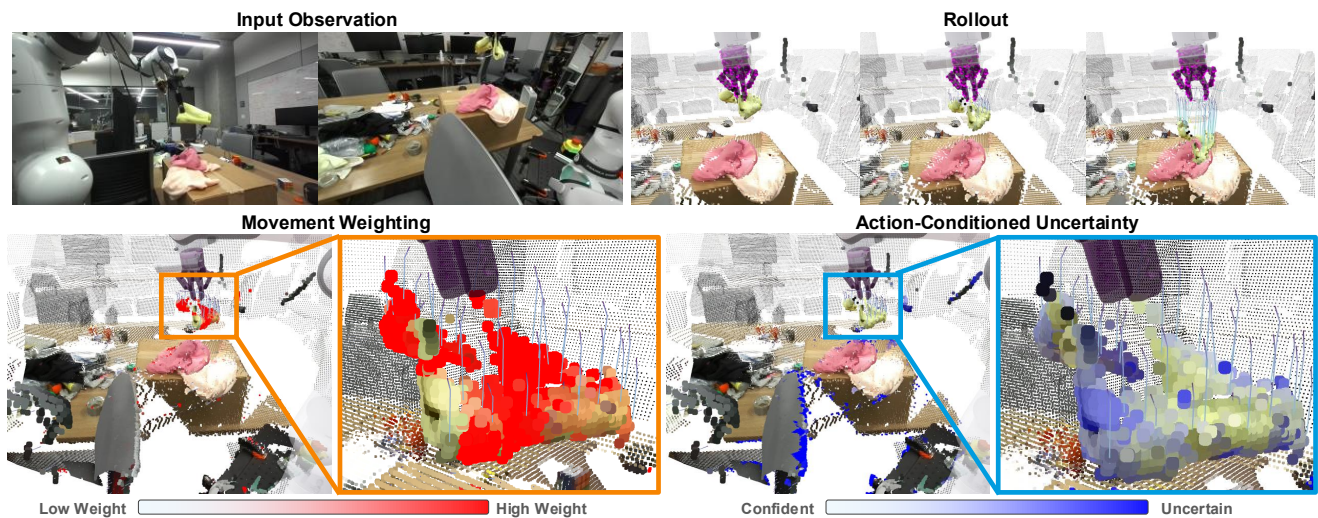 Input Observation
Rollout
Movement Weighting
Action-Conditioned Uncertainty
Low Weight
High Weight
Confident
Uncertain